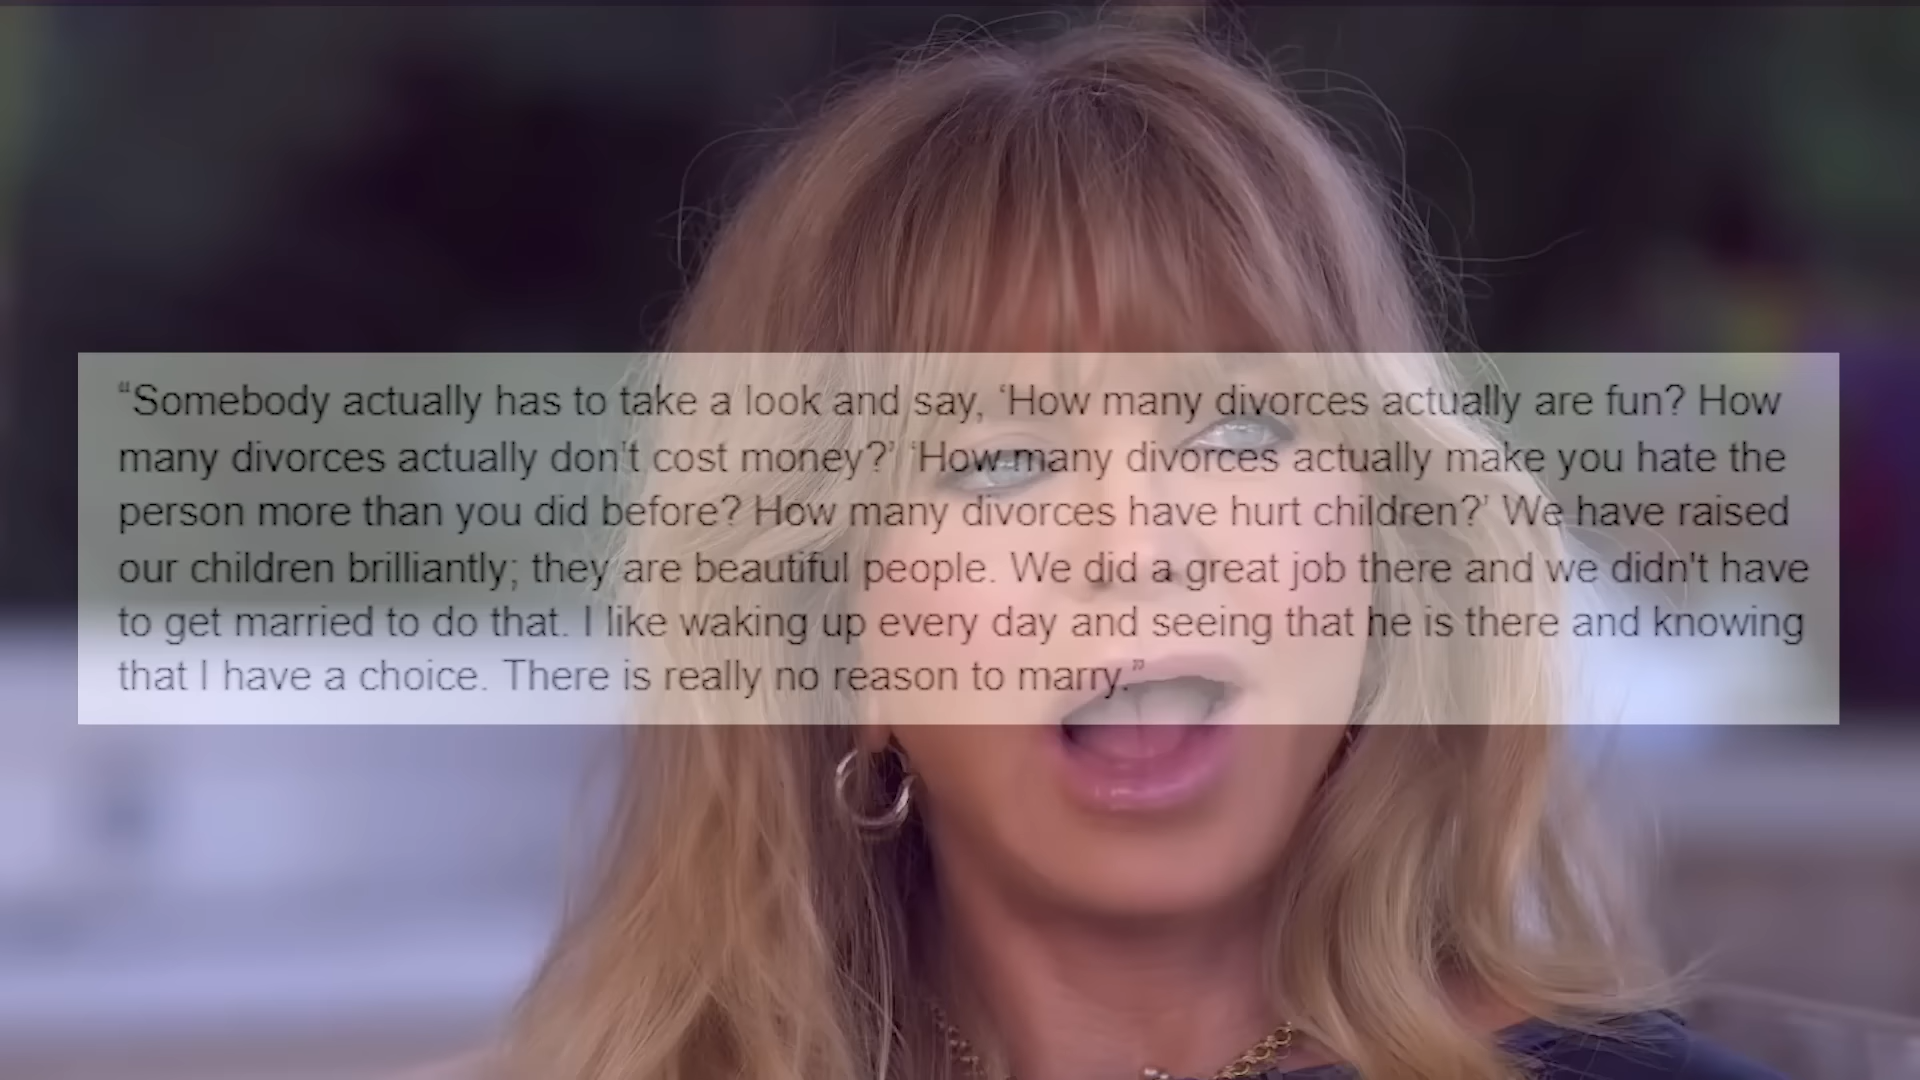 “Somebody actually has to take a look and say, ‘How many divorces actually are fun? How
many divorces actually don't cost money?’ ‘How many divorces actually make you hate the
person more than you did before? How many divorces have hurt children?’ We have raised
our children brilliantly; they are beautiful people. We did a great job there and we didn't have
to get married to do that. I like waking up every day and seeing that he is there and knowing
that I have a choice. There is really no reason to marry.”